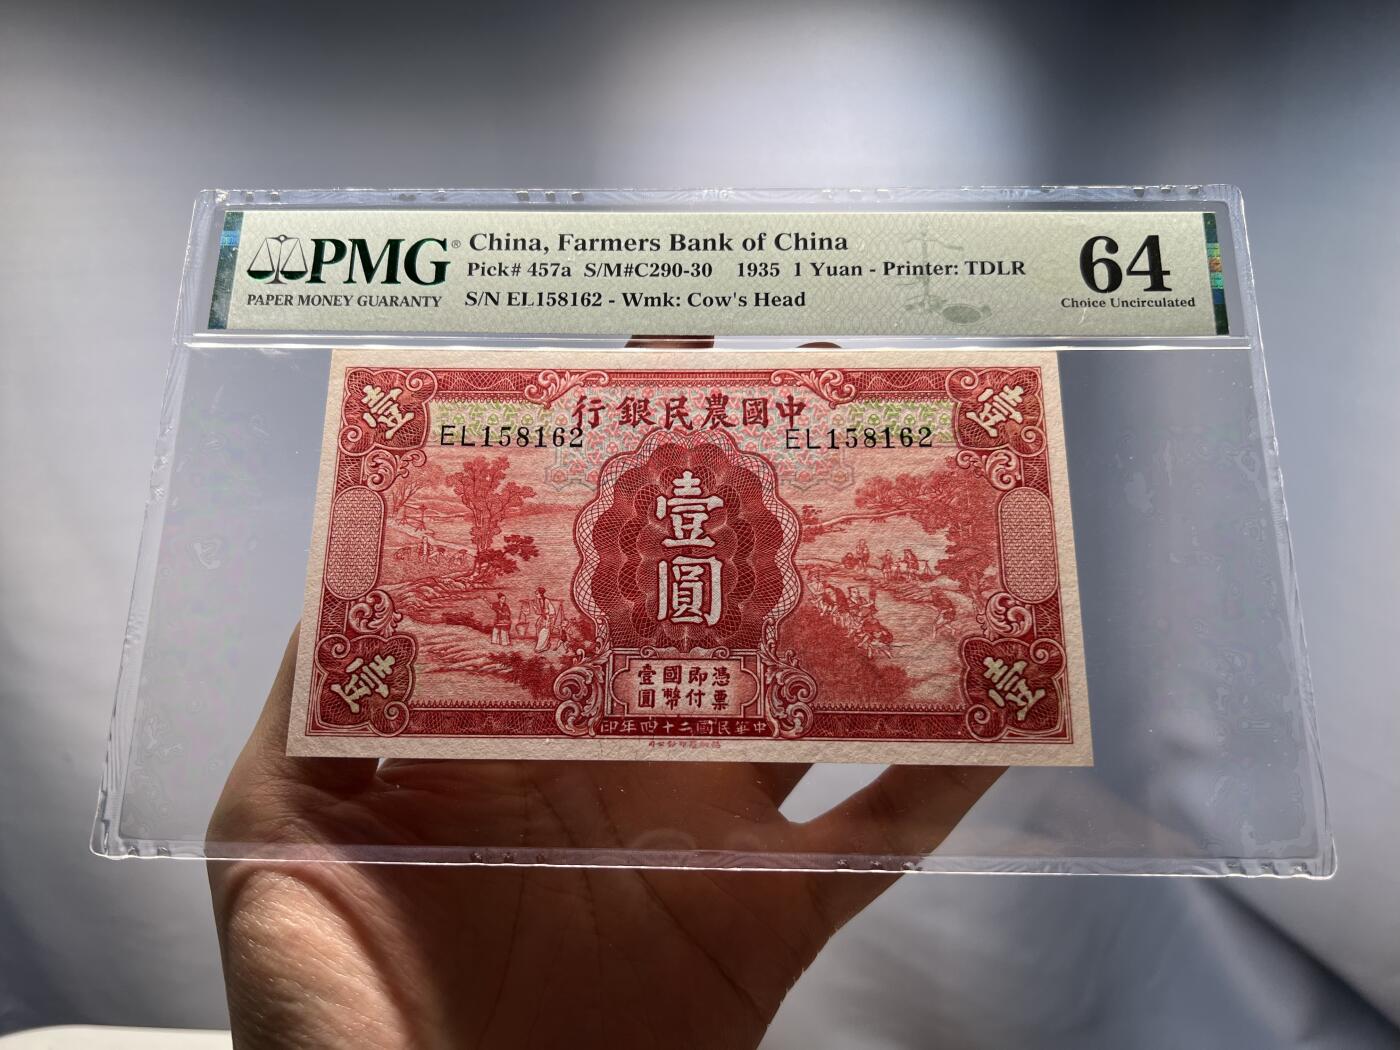 PMG® China, Farmers Bank of China
Pick# 457a S/M#C290-30 1935 1 Yuan - Printer: TDLR
PAPER MONEY GUARANTY S/N EL158162 - Wmk: Cow's Head
64
Choice Uncirculated
壹 行銀民農國中 壹
EL158162 EL158162
壹
圓
壹國即憑
圓幣付票
壹 壹
印年四十二國民華中